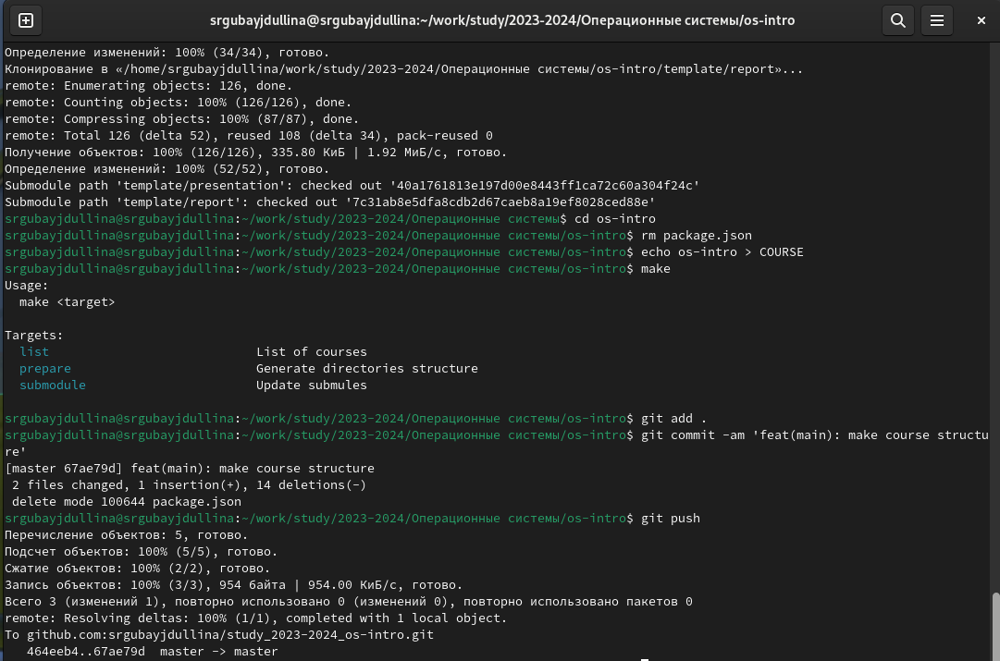 srgubayjdullina@srgubayjdullina:~/work/study/2023-2024/Операционные системы/os-intro
Определение изменений: 100% (34/34), готово.
Клонирование в «/home/srgubayjdullina/work/study/2023-2024/Операционные системы/os-intro/template/report»...
remote: Enumerating objects: 126, done.
remote: Counting objects: 100% (126/126), done.
remote: Compressing objects: 100% (87/87), done.
remote: Total 126 (delta 52), reused 108 (delta 34), pack-reused 0
Получение объектов: 100% (126/126), 335.80 КиБ | 1.92 МиБ/с, готово.
Определение изменений: 100% (52/52), готово.
Submodule path 'template/presentation': checked out '40a1761813e197d00e8443ff1ca72c60a304f24c'
Submodule path 'template/report': checked out '7c31ab8e5dfa8cdb2d67caeb8a19ef8028ced88e'
srgubayjdullina@srgubayjdullina:~/work/study/2023-2024/Операционные системы$ cd os-intro
srgubayjdullina@srgubayjdullina:~/work/study/2023-2024/Операционные системы/os-intro$ rm package.json
srgubayjdullina@srgubayjdullina:~/work/study/2023-2024/Операционные системы/os-intro$ echo os-intro > COURSE
srgubayjdullina@srgubayjdullina:~/work/study/2023-2024/Операционные системы/os-intro$ make
Usage:
  make <target>

Targets:
  list                            List of courses
  prepare                         Generate directories structure
  submodule                       Update submules

srgubayjdullina@srgubayjdullina:~/work/study/2023-2024/Операционные системы/os-intro$ git add .
srgubayjdullina@srgubayjdullina:~/work/study/2023-2024/Операционные системы/os-intro$ git commit -am 'feat(main): make course structu
re'
[master 67ae79d] feat(main): make course structure
 2 files changed, 1 insertion(+), 14 deletions(-)
 delete mode 100644 package.json
srgubayjdullina@srgubayjdullina:~/work/study/2023-2024/Операционные системы/os-intro$ git push
Перечисление объектов: 5, готово.
Подсчет объектов: 100% (5/5), готово.
Сжатие объектов: 100% (2/2), готово.
Запись объектов: 100% (3/3), 954 байта | 954.00 КиБ/с, готово.
Всего 3 (изменений 1), повторно использовано 0 (изменений 0), повторно использовано пакетов 0
remote: Resolving deltas: 100% (1/1), completed with 1 local object.
To github.com:srgubayjdullina/study_2023-2024_os-intro.git
   464eeb4..67ae79d  master -> master